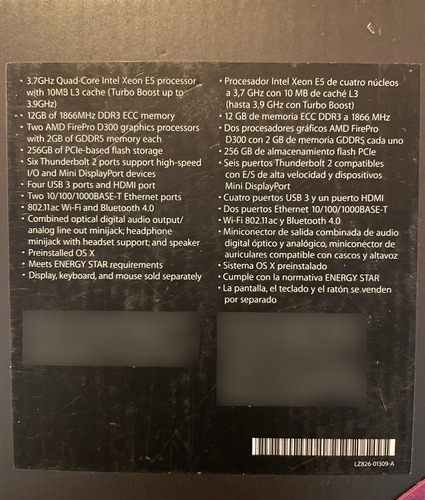 • 3.7GHz Quad-Core Intel Xeon E5 processor
with 10MB L3 cache (Turbo Boost up to
3.9GHz)
• 12GB of 1866MHz DDR3 ECC memory
• Two AMD FirePro D300 graphics processors
with 2GB of GDDR5 memory each
• 256GB of PCIe-based flash storage
• Six Thunderbolt 2 ports support high-speed
I/O and Mini DisplayPort devices
• Four USB 3 ports and HDMI port
• Two 10/100/1000BASE-T Ethernet ports
• 802.11ac Wi-Fi and Bluetooth 4.0
• Combined optical digital audio output/
analog line out minijack; headphone
minijack with headset support; and speaker
• Preinstalled OS X
• Meets ENERGY STAR requirements
• Display, keyboard, and mouse sold separately
• Procesador Intel Xeon E5 de cuatro núcleos
a 3,7 GHz con 10 MB de caché L3
(hasta 3,9 GHz con Turbo Boost)
• 12 GB de memoria ECC DDR3 a 1866 MHz
• Dos procesadores gráficos AMD FirePro
D300 con 2 GB de memoria GDDR5 cada uno
• 256 GB de almacenamiento flash PCIe
• Seis puertos Thunderbolt 2 compatibles
con E/S de alta velocidad y dispositivos
Mini DisplayPort
• Cuatro puertos USB 3 y un puerto HDMI
• Dos puertos Ethernet 10/100/1000BASE-T
• Wi-Fi 802.11ac y Bluetooth 4.0
• Miniconector de salida combinada de audio
digital óptico y analógico, miniconector de
auriculares compatible con cascos y altavoz
• Sistema OS X preinstalado
• Cumple con la normativa ENERGY STAR
• La pantalla, el teclado y el ratón se venden
por separado
LZ826-01309-A